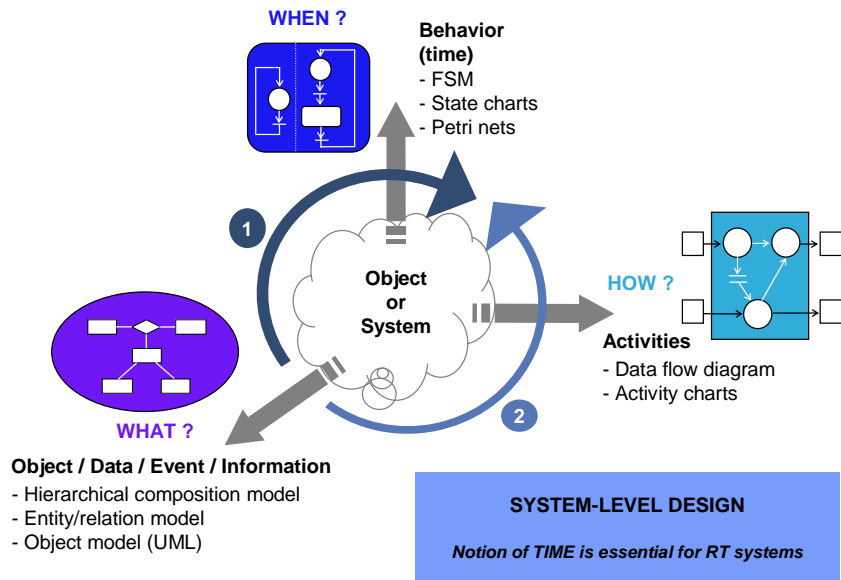 WHEN ?
Behavior
(time)
- FSM
- State charts
- Petri nets
1
Object
or
System
HOW ?
Activities
- Data flow diagram
- Activity charts
2
WHAT ?
Object / Data / Event / Information
- Hierarchical composition model
- Entity/relation model
- Object model (UML)
SYSTEM-LEVEL DESIGN
Notion of TIME is essential for RT systems